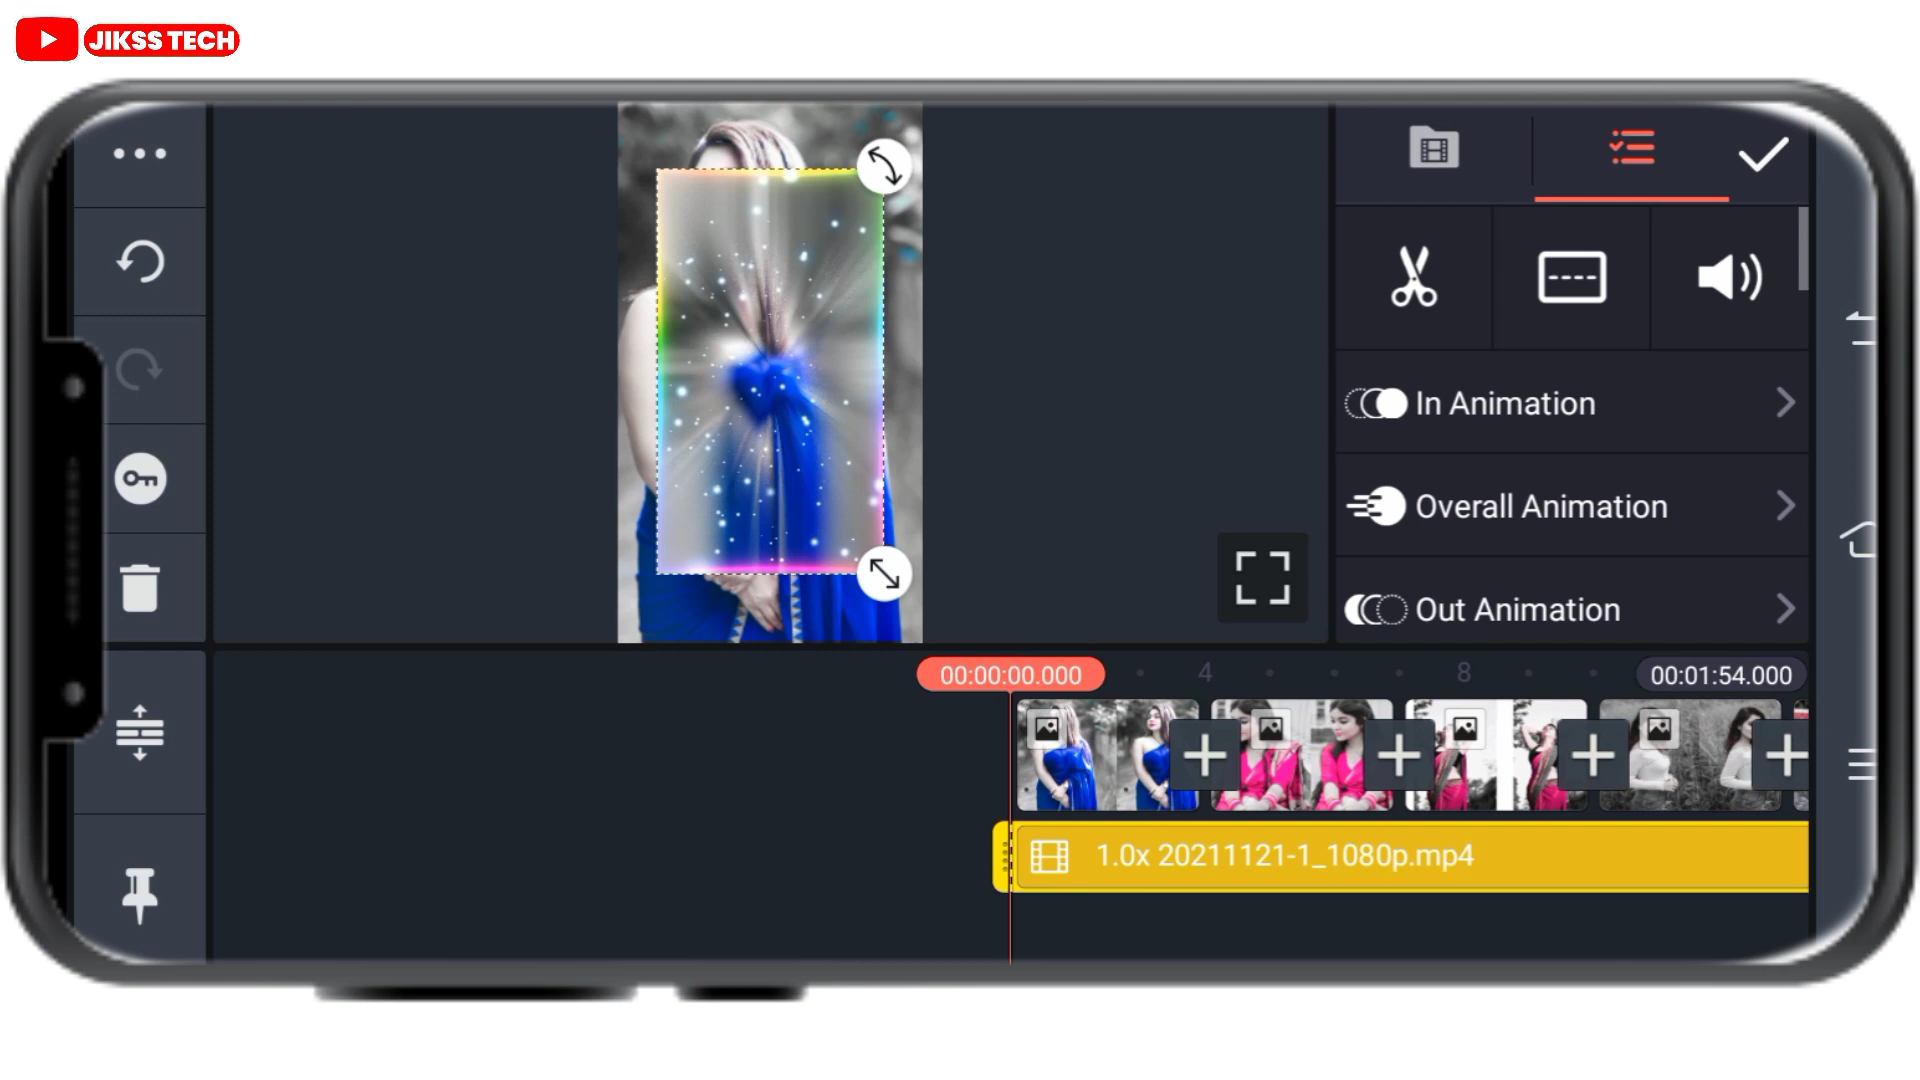 JIKSS TECH
In Animation
Overall Animation
Out Animation
00:00:00.000
4
8
00:01:54.000
1.0x 20211121-1_1080p.mp4